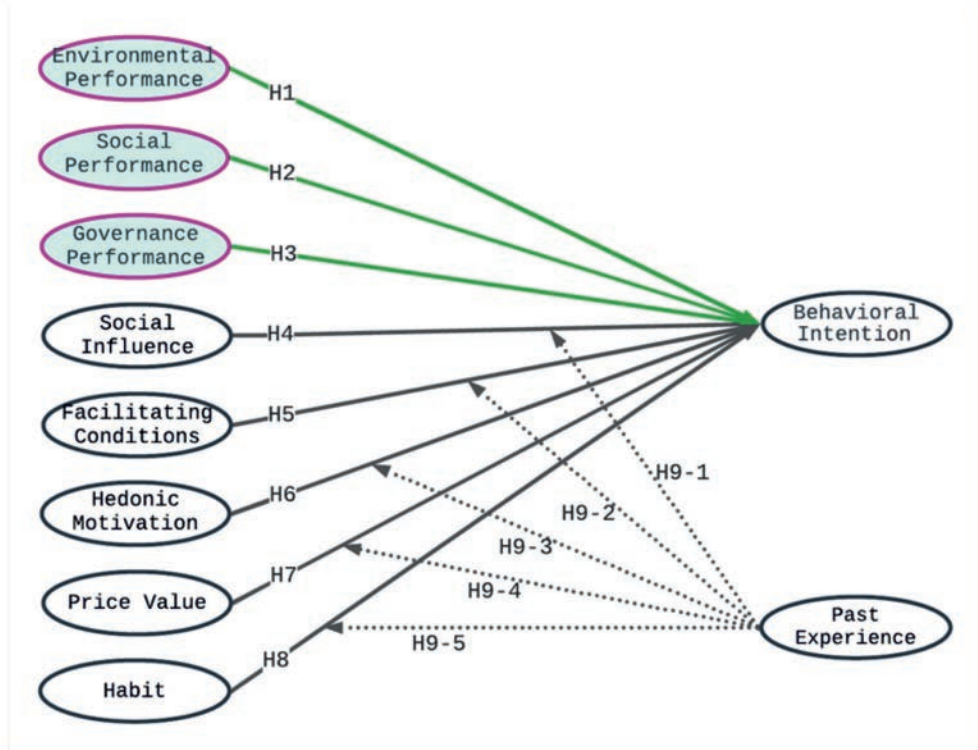 Environmental
Performance
H1
Social
Performance
H2
Governance
Performance
H3
Social
Influence
H4
Behavioral
Intention
Facilitating
Conditions
H5
Hedonic
Motivation
H6
H9-1
H9-2
H9-3
Price Value
H7
H9-4
Past
Experience
H9-5
Habit
H8